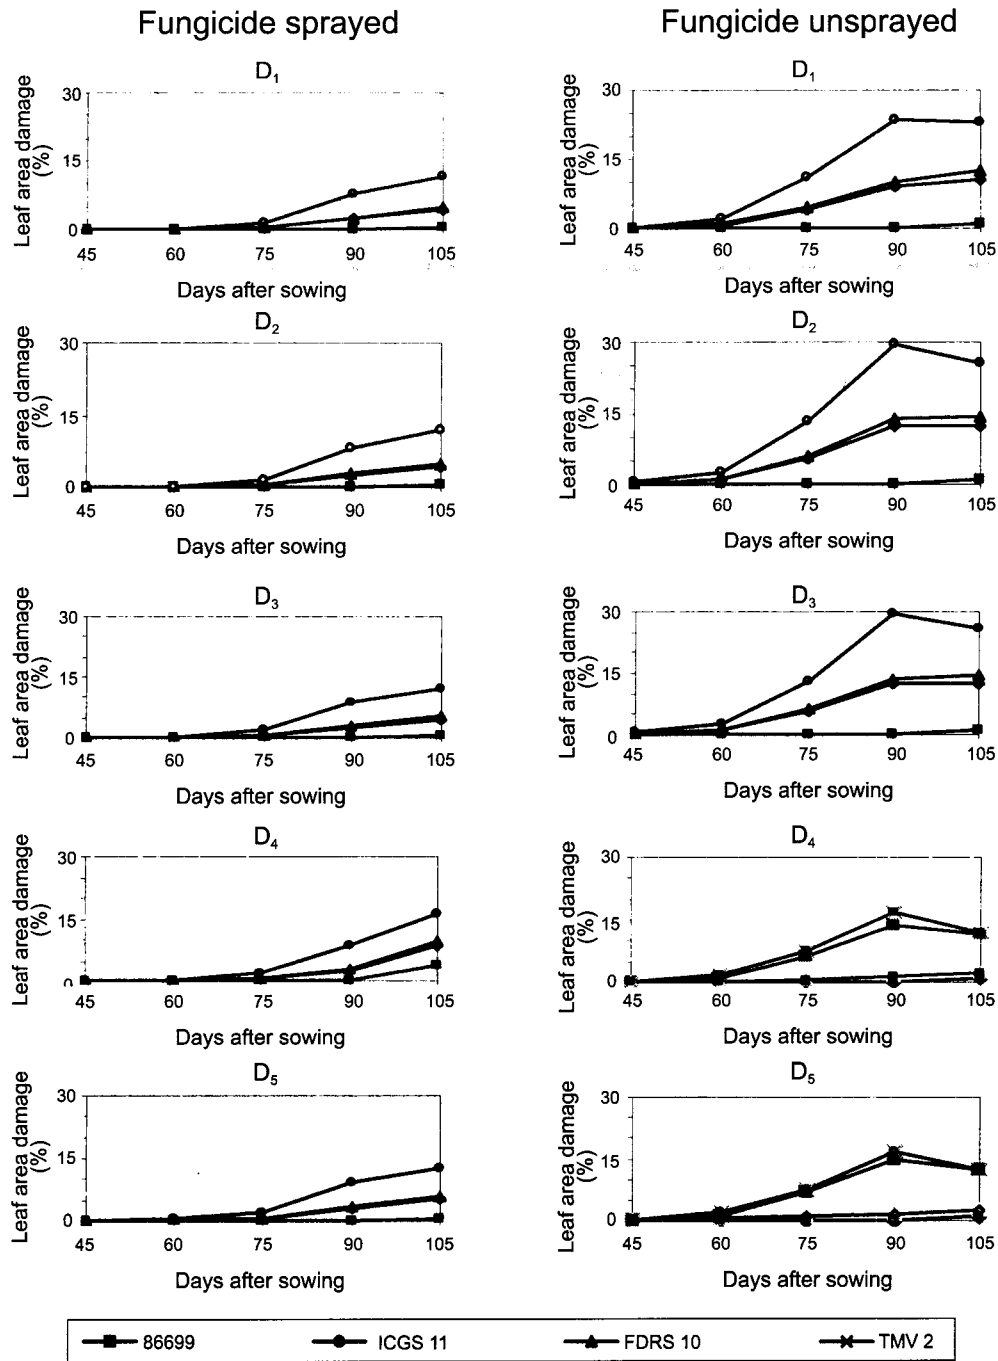 Fungicide sprayed
Fungicide unsprayed
D1
30
15
0
Leaf area damage
(%)
45 60 75 90 105
Days after sowing
D1
30
15
0
Leaf area damage
(%)
45 60 75 90 105
Days after sowing
D2
30
15
0
Leaf area damage
(%)
45 60 75 90 105
Days after sowing
D2
30
15
0
Leaf area damage
(%)
45 60 75 90 105
Days after sowing
D3
30
15
0
Leaf area damage
(%)
45 60 75 90 105
Days after sowing
D3
30
15
0
Leaf area damage
(%)
45 60 75 90 105
Days after sowing
D4
30
15
0
Leaf area damage
(%)
45 60 75 90 105
Days after sowing
D4
30
15
0
Leaf area damage
(%)
45 60 75 90 105
Days after sowing
D5
30
15
0
Leaf area damage
(%)
45 60 75 90 105
Days after sowing
D5
30
15
0
Leaf area damage
(%)
45 60 75 90 105
Days after sowing
86699 ICGS 11 FDRS 10 TMV 2